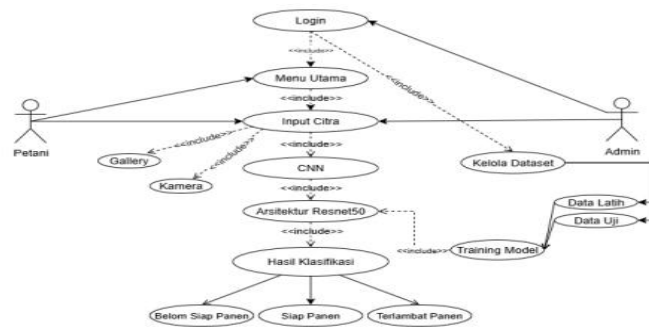 Login
<<include>>
Menu Utama
<<include>>
<<include>>
Input Citra
Petani
Admin
<<include>>
<<include>>
<<include>>
Gallery
Kamera
CNN
Kelola Dataset
<<include>>
Arsitektur Resnet50
Data Latih
Data Uji
<<include>>
<<include>>
Training Model
Hasil Klasifikasi
Belom Siap Panen
Siap Panen
Terlambat Panen